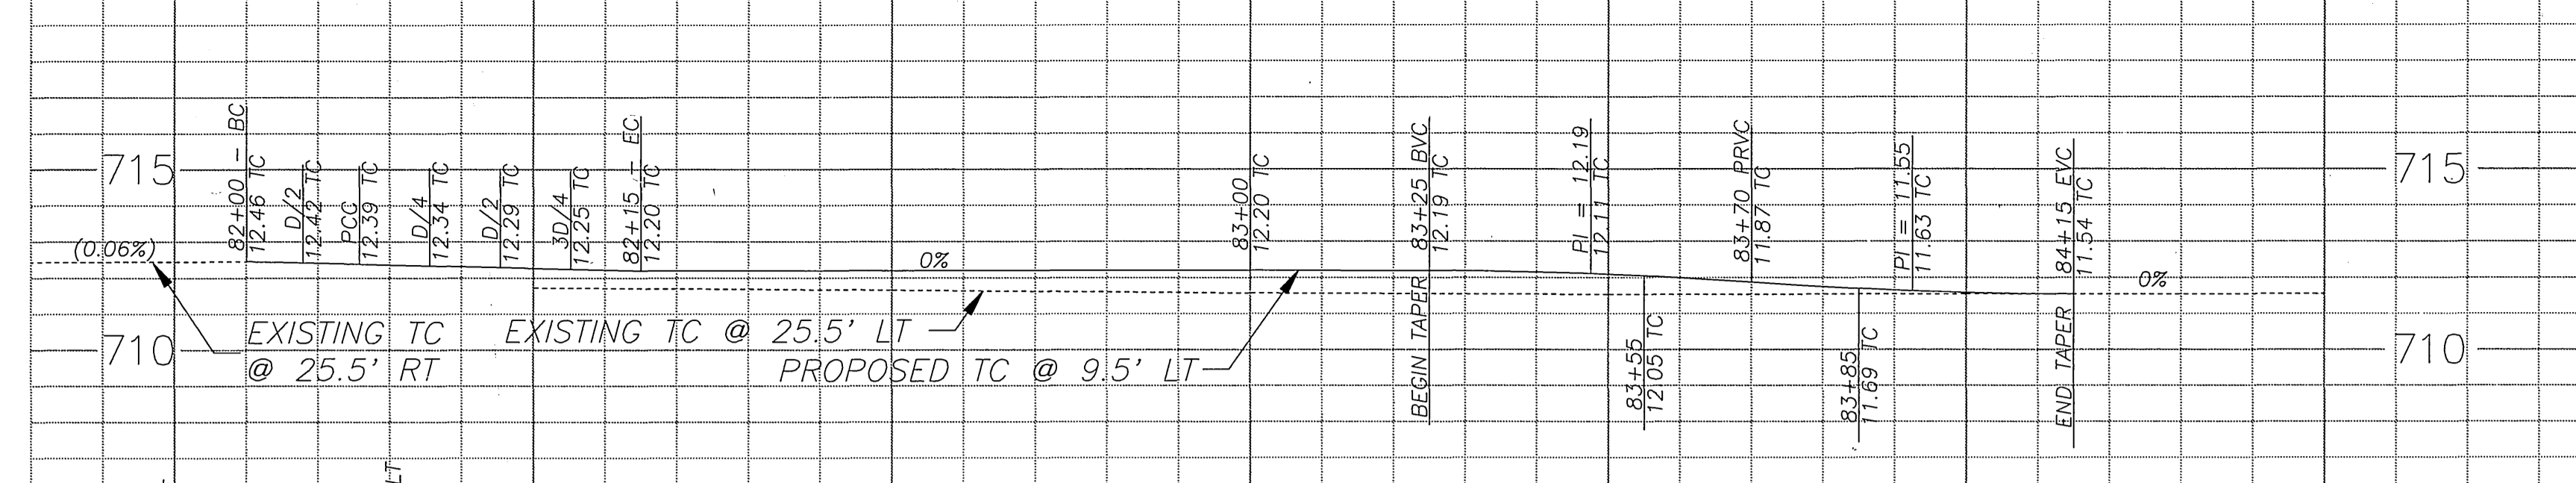 82+00 - BC
12.46 TC
D/2
12.42 TC
PCC
12.39 TC
D/4
12.34 TC
D/2
12.29 TC
3D/4
12.25 TC
82+15 - EC
12.20 TC
83+00
12.20 TC
83+25 BVC
12.19 TC
PI = 12.19
12.11 TC
83+70 PRVC
11.87 TC
PI = 11.55
11.63 TC
84+15 EVC
11.54 TC
715
715
(0.06%)
0%
0%
EXISTING TC
@ 25.5' RT
EXISTING TC @ 25.5' LT
PROPOSED TC @ 9.5' LT
BEGIN TAPER
83+55
12.05 TC
83+85
11.69 TC
END TAPER
710
710
LT